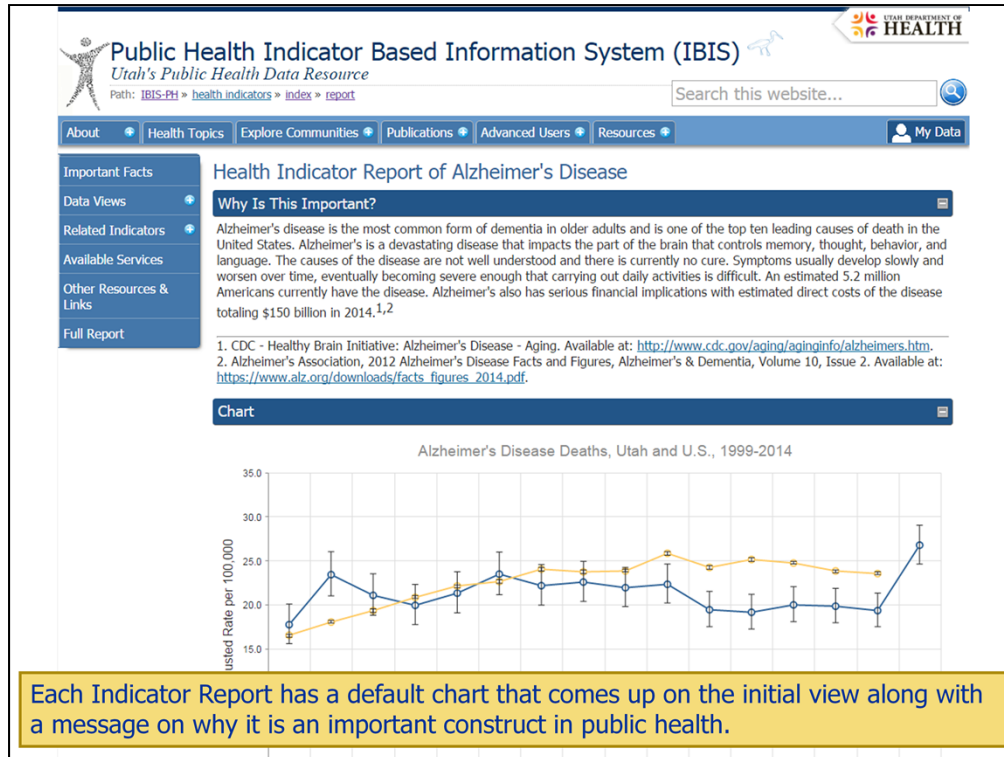 UTAH DEPARTMENT OF
HEALTH
Public Health Indicator Based Information System (IBIS)
Utah's Public Health Data Resource
Path: IBIS-PH » health indicators » index » report
Search this website...
About Health Topics Explore Communities Publications Advanced Users Resources My Data
Important Facts
Data Views
Related Indicators
Available Services
Other Resources &
Links
Full Report
Health Indicator Report of Alzheimer's Disease
Why Is This Important?
Alzheimer's disease is the most common form of dementia in older adults and is one of the top ten leading causes of death in the
United States. Alzheimer's is a devastating disease that impacts the part of the brain that controls memory, thought, behavior, and
language. The causes of the disease are not well understood and there is currently no cure. Symptoms usually develop slowly and
worsen over time, eventually becoming severe enough that carrying out daily activities is difficult. An estimated 5.2 million
Americans currently have the disease. Alzheimer's also has serious financial implications with estimated direct costs of the disease
totaling $150 billion in 2014.1,2
1. CDC - Healthy Brain Initiative: Alzheimer's Disease - Aging. Available at: http://www.cdc.gov/aging/aginginfo/alzheimers.htm.
2. Alzheimer's Association, 2012 Alzheimer's Disease Facts and Figures, Alzheimer's & Dementia, Volume 10, Issue 2. Available at:
https://www.alz.org/downloads/facts_figures_2014.pdf.
Chart
Alzheimer's Disease Deaths, Utah and U.S., 1999-2014
35.0
30.0
25.0
20.0
15.0
usted Rate per 100,000
Each Indicator Report has a default chart that comes up on the initial view along with
a message on why it is an important construct in public health.